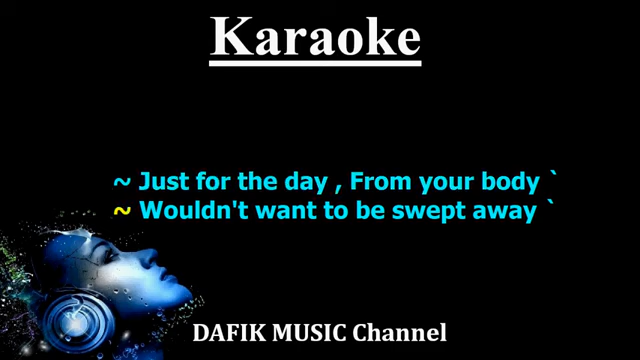 Karaoke
~ Just for the day , From your body `
~ Wouldn't want to be swept away `
DAFIK MUSIC Channel